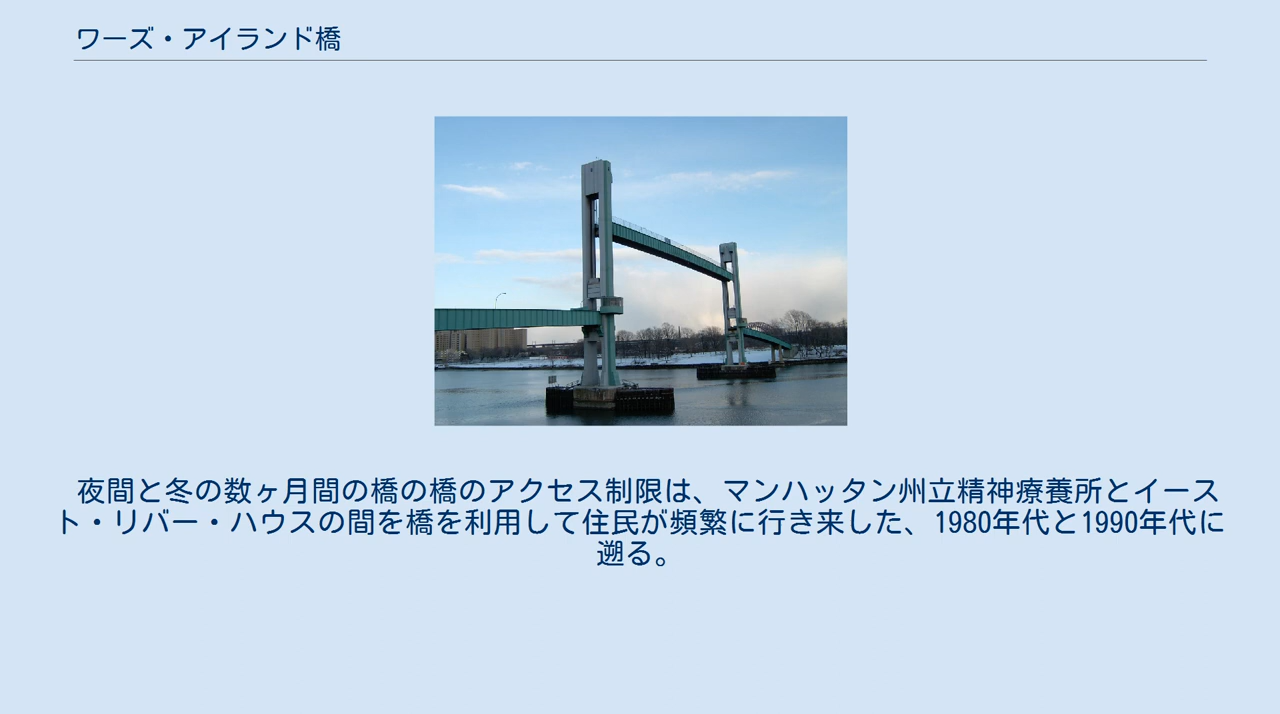 ワーズ・アイランド橋
夜間と冬の数ヶ月間の橋の橋のアクセス制限は、マンハッタン州立精神療養所とイース
ト・リバー・ハウスの間を橋を利用して住民が頻繁に行き来した、1980年代と1990年代に
遡る。